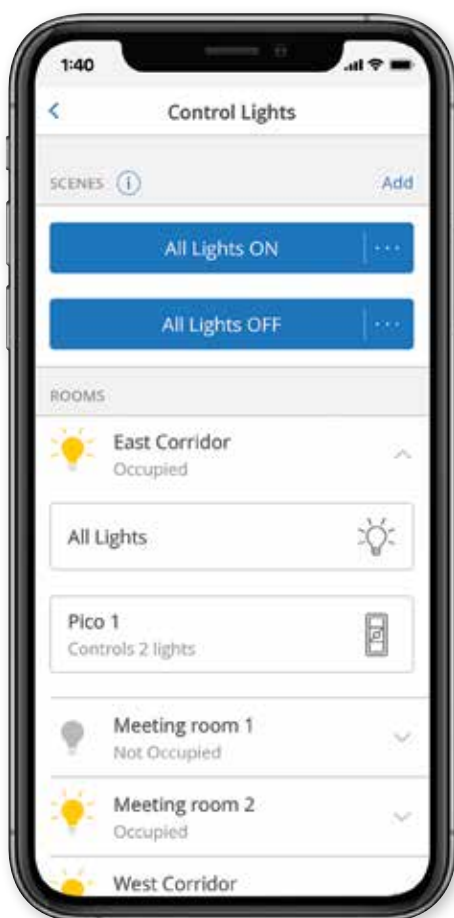 1:40
Control Lights
SCENES i Add
All Lights ON ...
All Lights OFF ...
ROOMS
East Corridor
Occupied
All Lights
Pico 1
Controls 2 lights
Meeting room 1
Not Occupied
Meeting room 2
Occupied
West Corridor